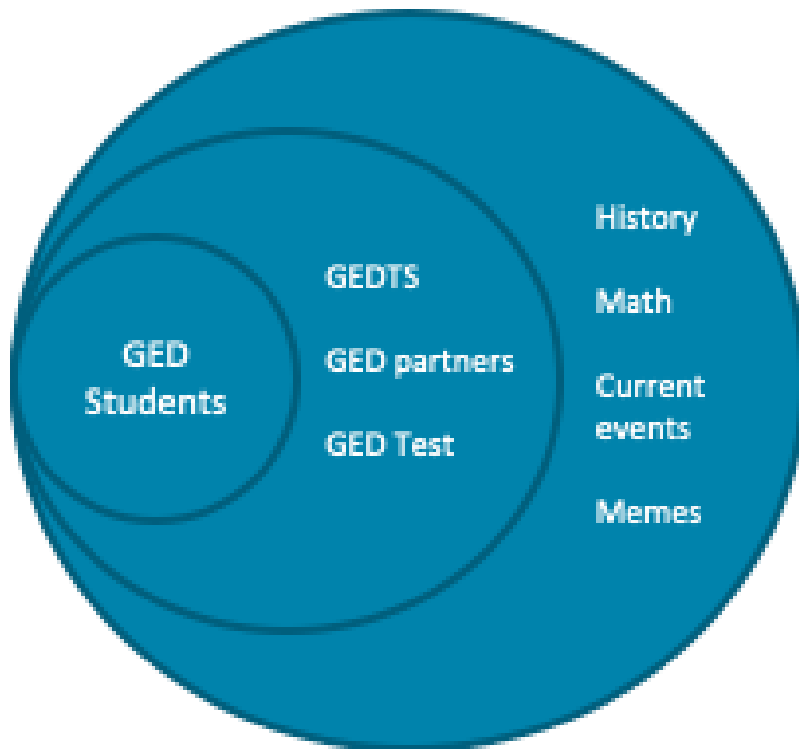 GED
Students
GEDTS
GED partners
GED Test
History
Math
Current
events
Memes